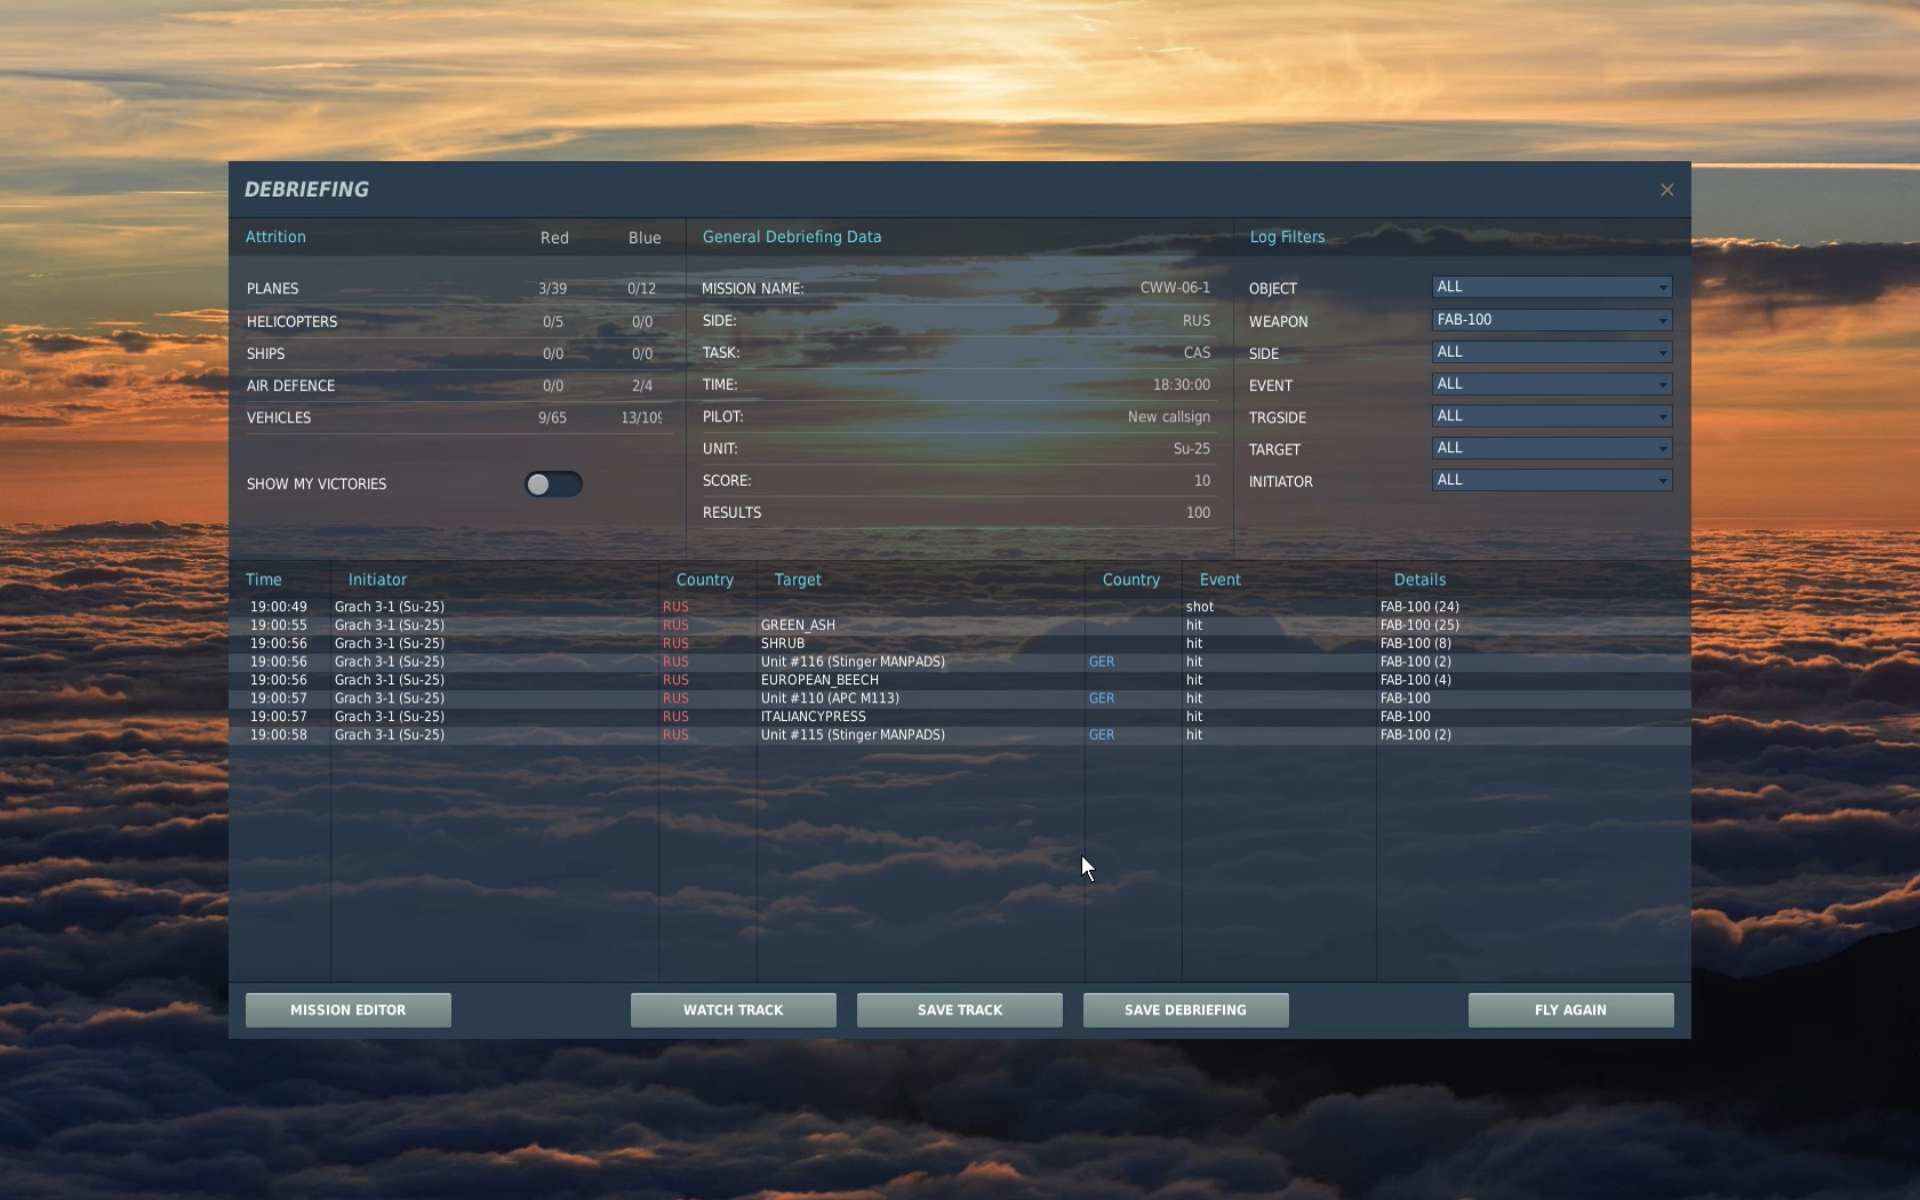 DEBRIEFING
Attrition Red Blue
PLANES 3/39 0/12
HELICOPTERS 0/5 0/0
SHIPS 0/0 0/0
AIR DEFENCE 0/0 2/4
VEHICLES 9/65
SHOW MY VICTORIES
General Debriefing Data
MISSION NAME: CWW-06-1
SIDE: RUS
TASK: CAS
TIME: 18:30:00
PILOT: New callsign
UNIT: Su-25
SCORE: 10
RESULTS 100
Log Filters
OBJECT ALL
WEAPON FAB-100
SIDE ALL
EVENT ALL
TRGSIDE ALL
TARGET ALL
INITIATOR ALL
Time Initiator Country Target Country Event Details
19:00:49 Grach 3-1 (Su-25) RUS shot FAB-100 (24)
19:00:55 Grach 3-1 (Su-25) RUS GREEN_ASH hit FAB-100 (25)
19:00:56 Grach 3-1 (Su-25) RUS SHRUB hit FAB-100 (8)
19:00:56 Grach 3-1 (Su-25) RUS Unit #116 (Stinger MANPADS) GER hit FAB-100 (2)
19:00:56 Grach 3-1 (Su-25) RUS EUROPEAN_BEECH hit FAB-100 (4)
19:00:57 Grach 3-1 (Su-25) RUS Unit #110 (APC M113) GER hit FAB-100
19:00:57 Grach 3-1 (Su-25) RUS ITALIANCYPRESS hit FAB-100
19:00:58 Grach 3-1 (Su-25) RUS Unit #115 (Stinger MANPADS) GER hit FAB-100 (2)
MISSION EDITOR WATCH TRACK SAVE TRACK SAVE DEBRIEFING FLY AGAIN